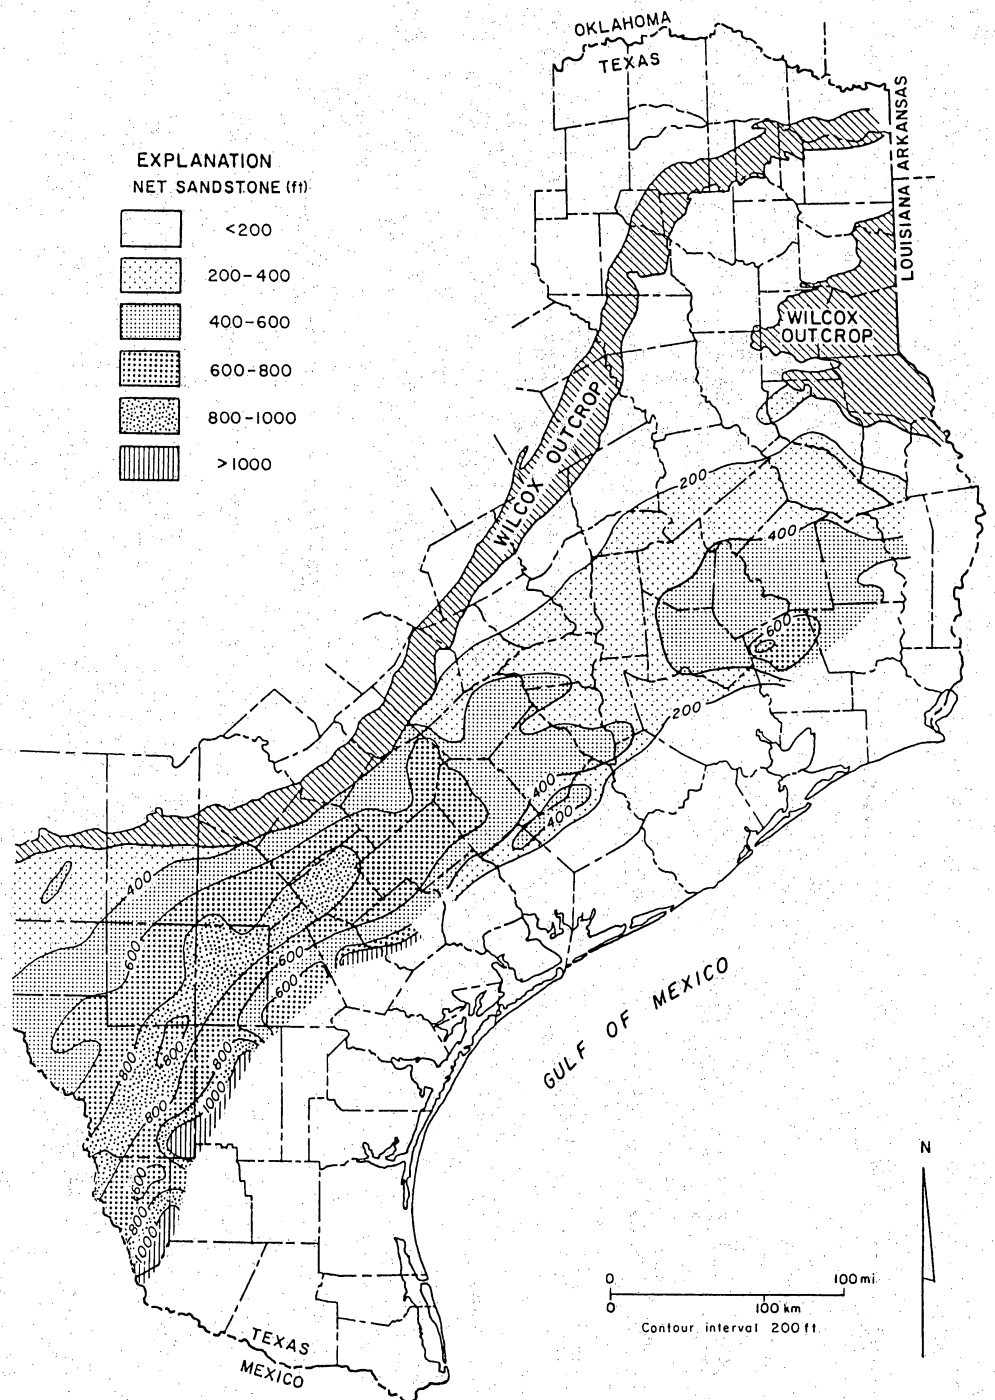 OKLAHOMA
TEXAS
LOUISIANA ARKANSAS
EXPLANATION
NET SANDSTONE (ft)
<200
200-400
400-600
600-800
800-1000
>1000
WILCOX
OUTCROP
WILCOX OUTCROP
200
400
600
200
400
400
400
600
600
600
800
800
800
1000
800
600
800
1000
GULF OF MEXICO
N
0 100 mi
0 100 km
Contour interval 200 ft.
TEXAS
MEXICO